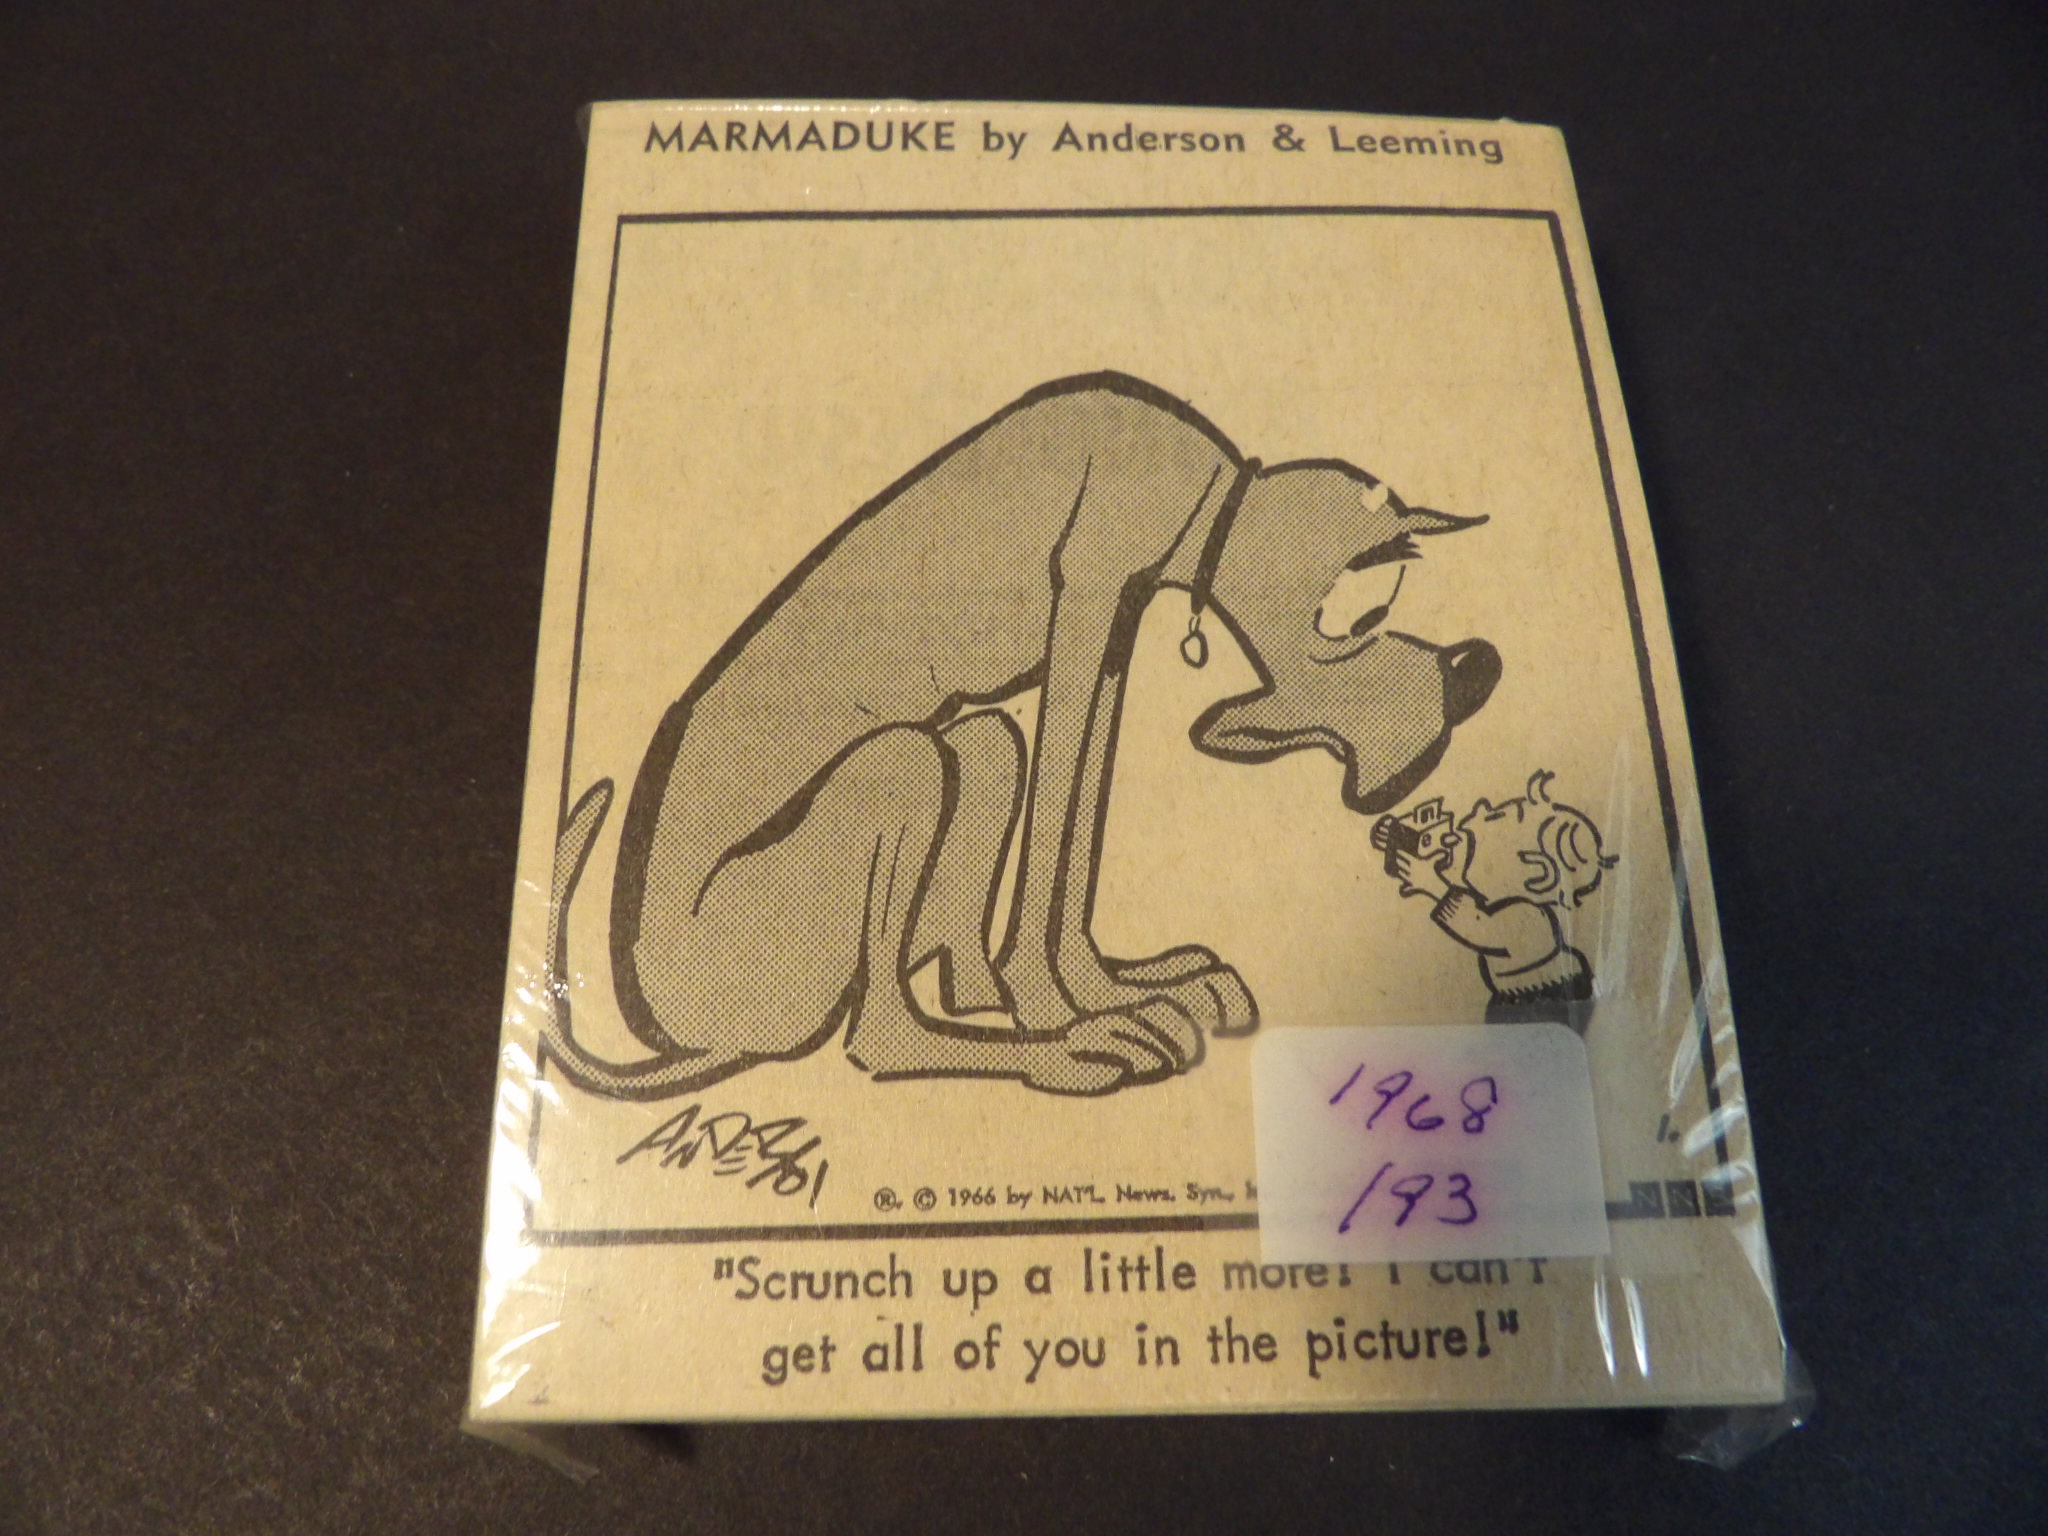 MARMADUKE by Anderson & Leeming
ANDERSON
®, © 1966 by NAT'L News. Syn.,
1968
193
"Scrunch up a little more! I can't
get all of you in the picture!"